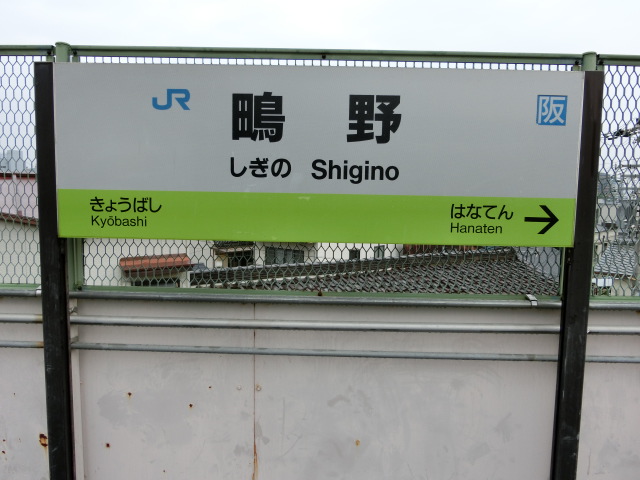 JR 鴫野 阪
しぎの Shigino
きょうばし はなてん →
Kyōbashi Hanaten